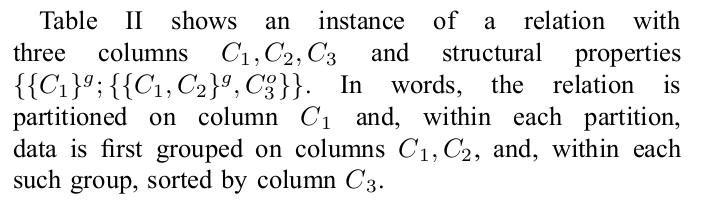 Table II shows an instance of a relation with
three columns C₁, C₂, C₃ and structural properties
{{C₁}ᵍ; {{C₁, C₂}ᵍ, C₃ᵒ}}. In words, the relation is
partitioned on column C₁ and, within each partition,
data is first grouped on columns C₁, C₂, and, within each
such group, sorted by column C₃.